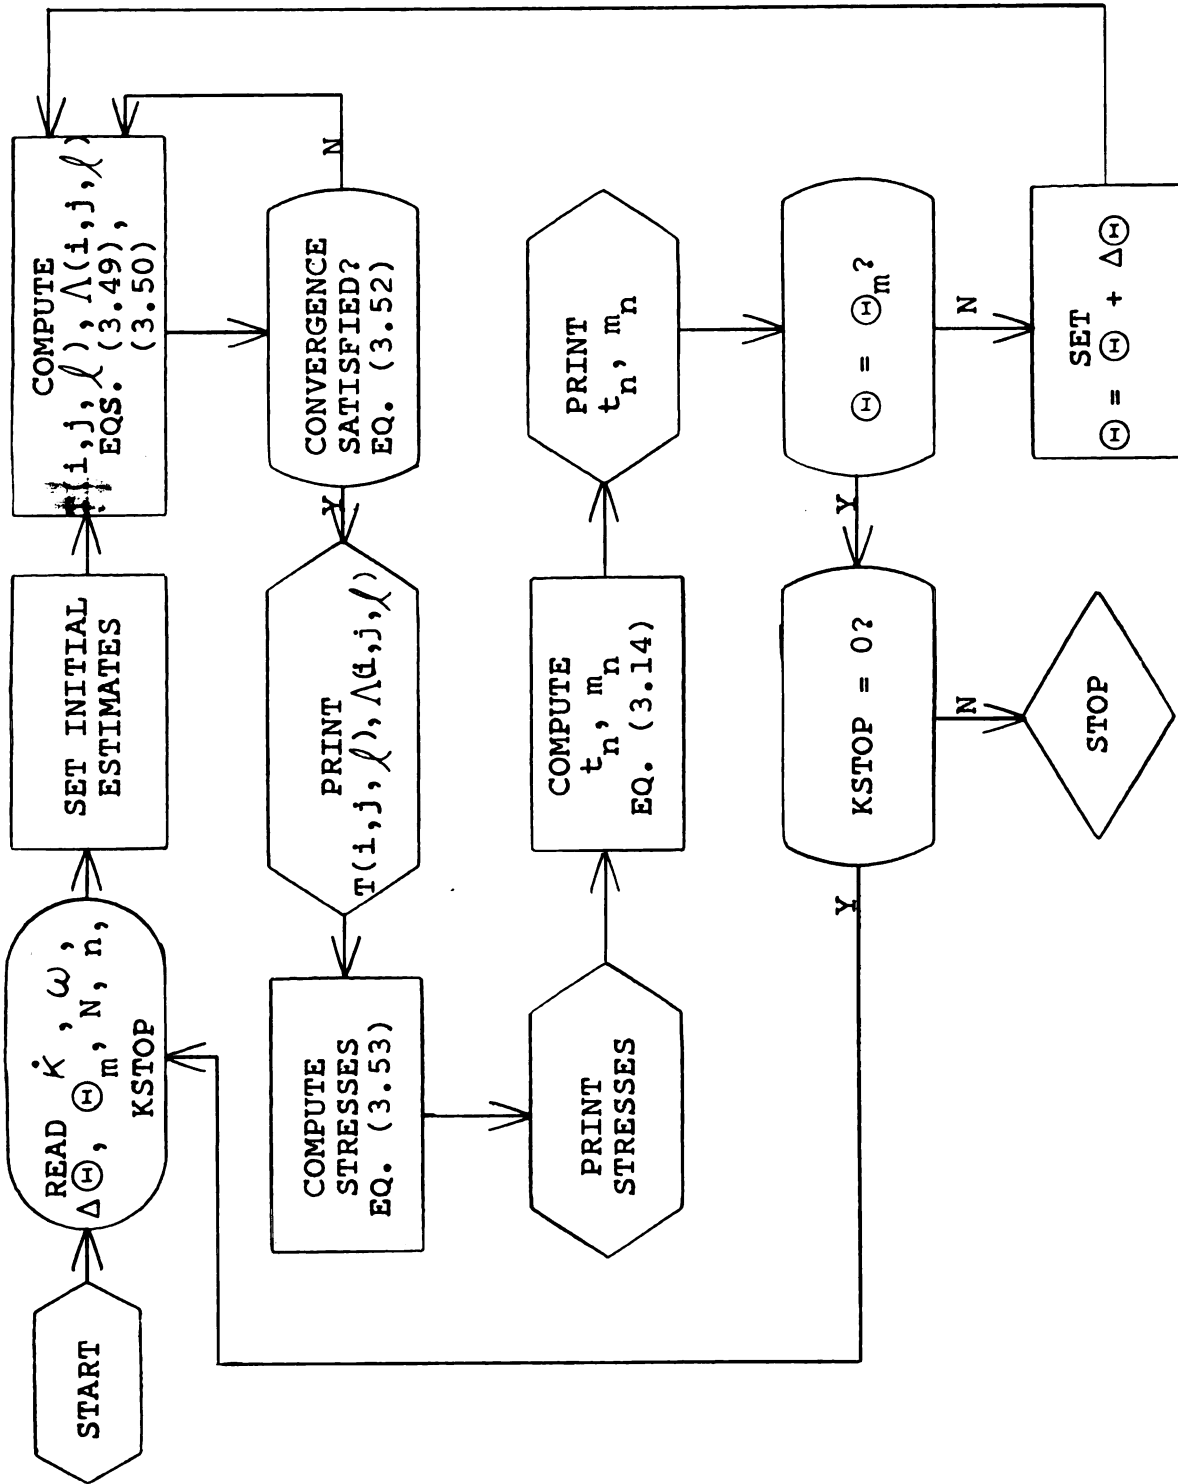 START
READ K̇, ω,
ΔΘ, Θm, N, n,
KSTOP
SET INITIAL
ESTIMATES
COMPUTE
T(i,j,ℓ), Λ(i,j,ℓ)
EQS. (3.49),
(3.50)
CONVERGENCE
SATISFIED?
EQ. (3.52)
N
Y
PRINT
T(i,j,ℓ), Λ(i,j,ℓ)
COMPUTE
STRESSES
EQ. (3.53)
PRINT
STRESSES
COMPUTE
tn, mn
EQ. (3.14)
PRINT
tn, mn
Θ = Θm?
N
Y
SET
Θ = Θ + ΔΘ
KSTOP = 0?
Y
N
STOP